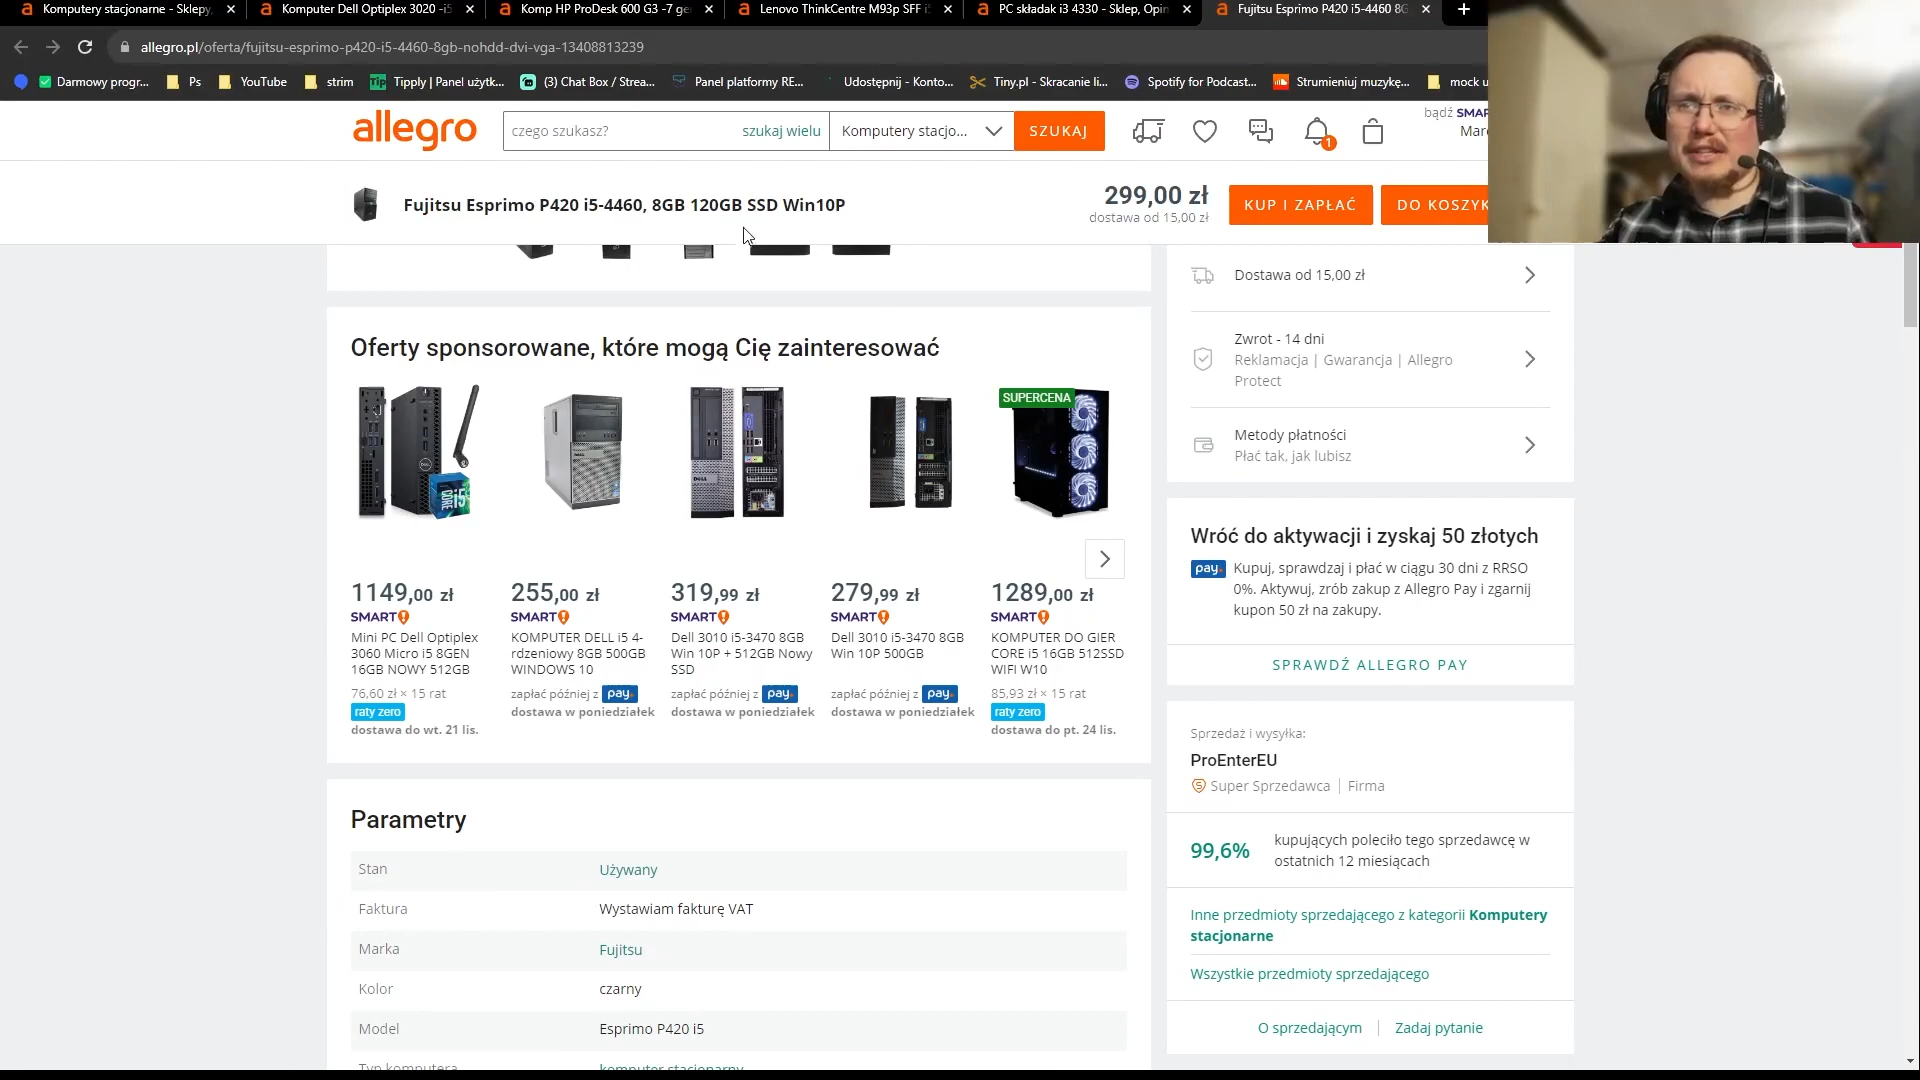 Komputery stacjonarne - Sklepy,
Komputer Dell Optiplex 3020 -i5
Komp HP ProDesk 600 G3 -7 ge
Lenovo ThinkCentre M93p SFF i
PC składak i3 4330 - Sklep, Opin
Fujitsu Esprimo P420 i5-4460 8G
allegro.pl/oferta/fujitsu-esprimo-p420-i5-4460-8gb-nohdd-dvi-vga-13408813239
Darmowy progr...
Ps
YouTube
strim
Tip
Tipply | Panel użytk...
(3) Chat Box / Strea...
Panel platformy RE...
Udostępnij - Konto...
Tiny.pl - Skracanie li...
Spotify for Podcast...
Strumieniuj muzykę...
mock u
allegro
czego szukasz?
szukaj wielu
Komputery stacjo...
SZUKAJ
1
bądź SMAR
Mar
Fujitsu Esprimo P420 i5-4460, 8GB 120GB SSD Win10P
299,00 zł
dostawa od 15,00 zł
KUP I ZAPŁAĆ
DO KOSZYK
Oferty sponsorowane, które mogą Cię zainteresować
SUPERCENA
1149,00 zł
SMART!
Mini PC Dell Optiplex
3060 Micro i5 8GEN
16GB NOWY 512GB
76,60 zł × 15 rat
raty zero
dostawa do wt. 21 lis.
255,00 zł
SMART!
KOMPUTER DELL i5 4-
rdzeniowy 8GB 500GB
WINDOWS 10
zapłać później z pay
dostawa w poniedziałek
319,99 zł
SMART!
Dell 3010 i5-3470 8GB
Win 10P + 512GB Nowy
SSD
zapłać później z pay
dostawa w poniedziałek
279,99 zł
SMART!
Dell 3010 i5-3470 8GB
Win 10P 500GB
zapłać później z pay
dostawa w poniedziałek
1289,00 zł
SMART!
KOMPUTER DO GIER
CORE i5 16GB 512SSD
WIFI W10
85,93 zł × 15 rat
raty zero
dostawa do pt. 24 lis.
Parametry
Stan
Używany
Faktura
Wystawiam fakturę VAT
Marka
Fujitsu
Kolor
czarny
Model
Esprimo P420 i5
Typ komputera
komputer stacjonarny
Dostawa od 15,00 zł
Zwrot - 14 dni
Reklamacja | Gwarancja | Allegro
Protect
Metody płatności
Płać tak, jak lubisz
Wróć do aktywacji i zyskaj 50 złotych
pay
Kupuj, sprawdzaj i płać w ciągu 30 dni z RRSO
0%. Aktywuj, zrób zakup z Allegro Pay i zgarnij
kupon 50 zł na zakupy.
SPRAWDŹ ALLEGRO PAY
Sprzedaż i wysyłka:
ProEnterEU
Super Sprzedawca | Firma
99,6%
kupujących poleciło tego sprzedawcę w
ostatnich 12 miesiącach
Inne przedmioty sprzedającego z kategorii Komputery
stacjonarne
Wszystkie przedmioty sprzedającego
O sprzedającym | Zadaj pytanie